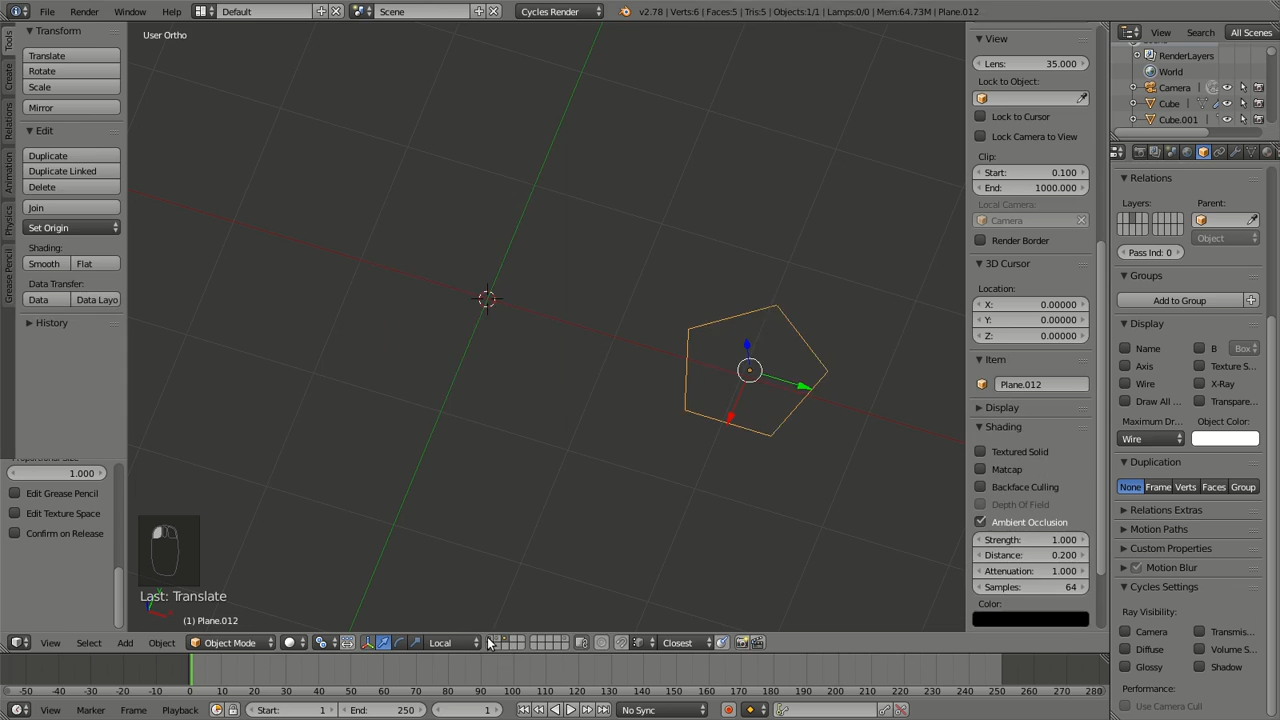 File Render Window Help Default Scene Cycles Render v2.78 | Verts:6 | Faces:5 | Tris:5 | Objects:1/1 | Lamps:0/0 | Mem:64.73M | Plane.012
View Search All Scenes
RenderLayers
World
Camera
Cube
Cube.001
Tools
Create
Relations
Animation
Physics
Grease Pencil
Transform
Translate
Rotate
Scale
Mirror
Edit
Duplicate
Duplicate Linked
Delete
Join
Set Origin
Shading:
Smooth Flat
Data Transfer:
Data Data Layo
History
1.000
Edit Grease Pencil
Edit Texture Space
Confirm on Release
User Ortho
Last: Translate
(1) Plane.012
View
Lens: 35.000
Lock to Object:
Lock to Cursor
Lock Camera to View
Clip:
Start: 0.100
End: 1000.000
Local Camera:
Camera
Render Border
3D Cursor
Location:
X: 0.00000
Y: 0.00000
Z: 0.00000
Item
Plane.012
Display
Shading
Textured Solid
Matcap
Backface Culling
Depth Of Field
Ambient Occlusion
Strength: 1.000
Distance: 0.200
Attenuation: 1.000
Samples: 64
Color:
Relations
Layers: Parent:
Pass Ind: 0 Object
Groups
Add to Group
Display
Name B Box
Axis Texture S...
Wire X-Ray
Draw All ... Transpare...
Maximum Dr... Object Color:
Wire
Duplication
None Frame Verts Faces Group
Relations Extras
Motion Paths
Custom Properties
Motion Blur
Cycles Settings
Ray Visibility:
Camera Transmis...
Diffuse Volume S...
Glossy Shadow
Performance:
Use Camera Cull
View Select Add Object Object Mode Local Closest
-50 -40 -30 -20 -10 0 10 20 30 40 50 60 70 80 90 100 110 120 130 140 150 160 170 180 190 200 210 220 230 240 250 260 270 280
View Marker Frame Playback Start: 1 End: 250 1 No Sync